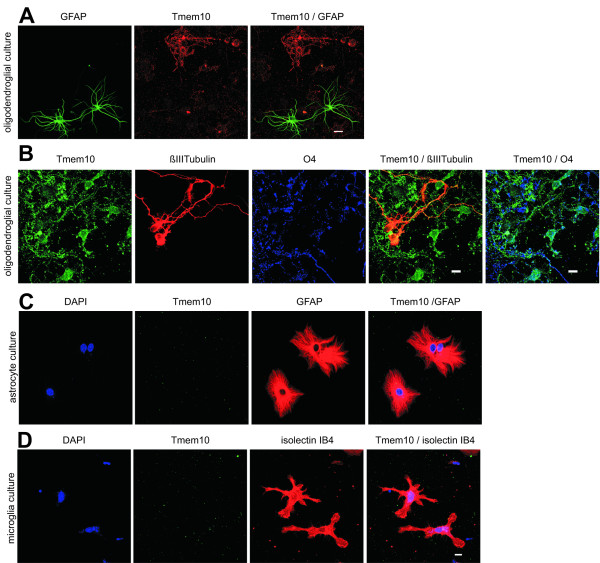 A
GFAP
Tmem10
Tmem10 / GFAP
oligodendroglial culture
B
Tmem10
ßIIITubulin
O4
Tmem10 / ßIIITubulin
Tmem10 / O4
oligodendroglial culture
C
DAPI
Tmem10
GFAP
Tmem10 /GFAP
astrocyte culture
D
DAPI
Tmem10
isolectin IB4
Tmem10 / isolectin IB4
microglia culture